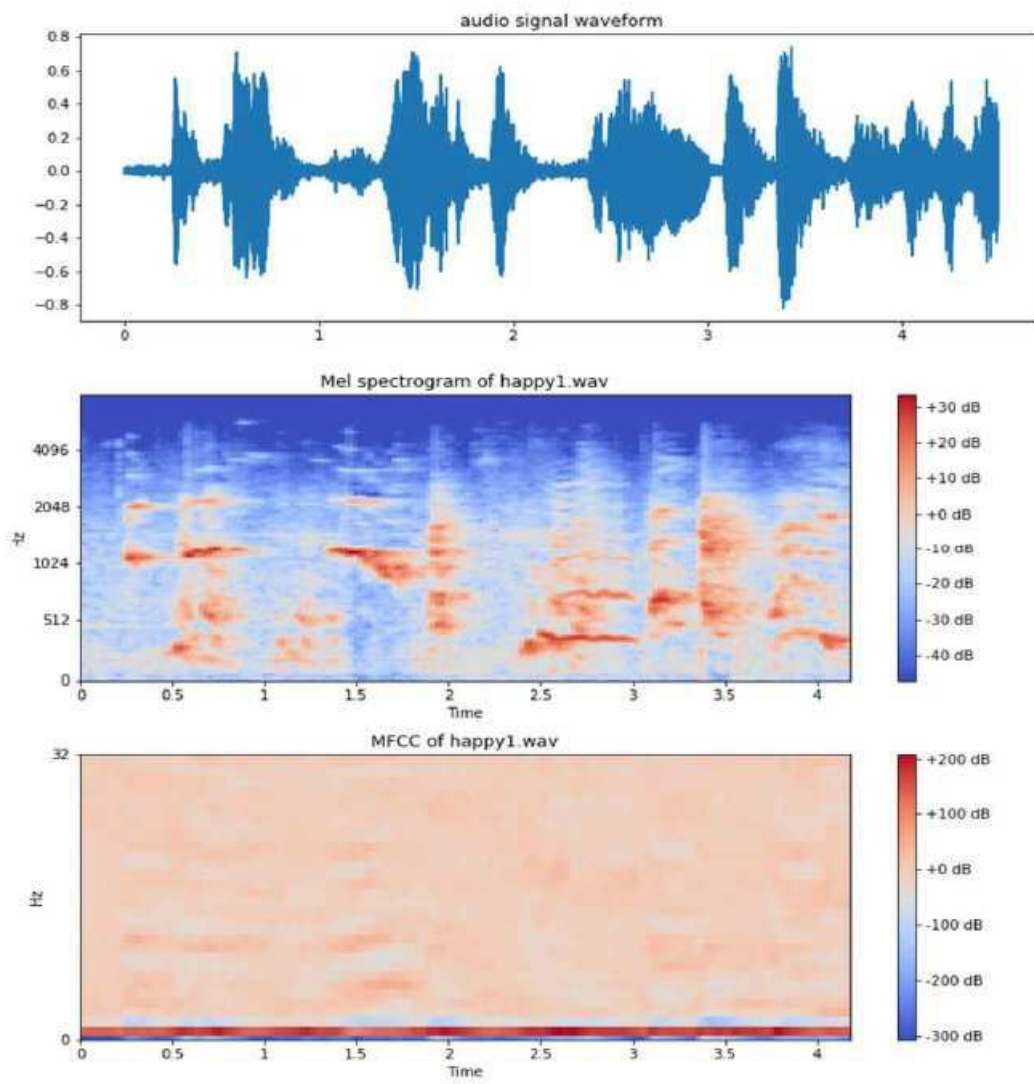 audio signal waveform
0.8
0.6
0.4
0.2
0.0
−0.2
−0.4
−0.6
−0.8
0 1 2 3 4
Mel spectrogram of happy1.wav
Hz
4096
2048
1024
512
0
0 0.5 1 1.5 2 2.5 3 3.5 4
Time
+30 dB
+20 dB
+10 dB
+0 dB
-10 dB
-20 dB
-30 dB
-40 dB
MFCC of happy1.wav
Hz
32
0
0 0.5 1 1.5 2 2.5 3 3.5 4
Time
+200 dB
+100 dB
+0 dB
-100 dB
-200 dB
-300 dB